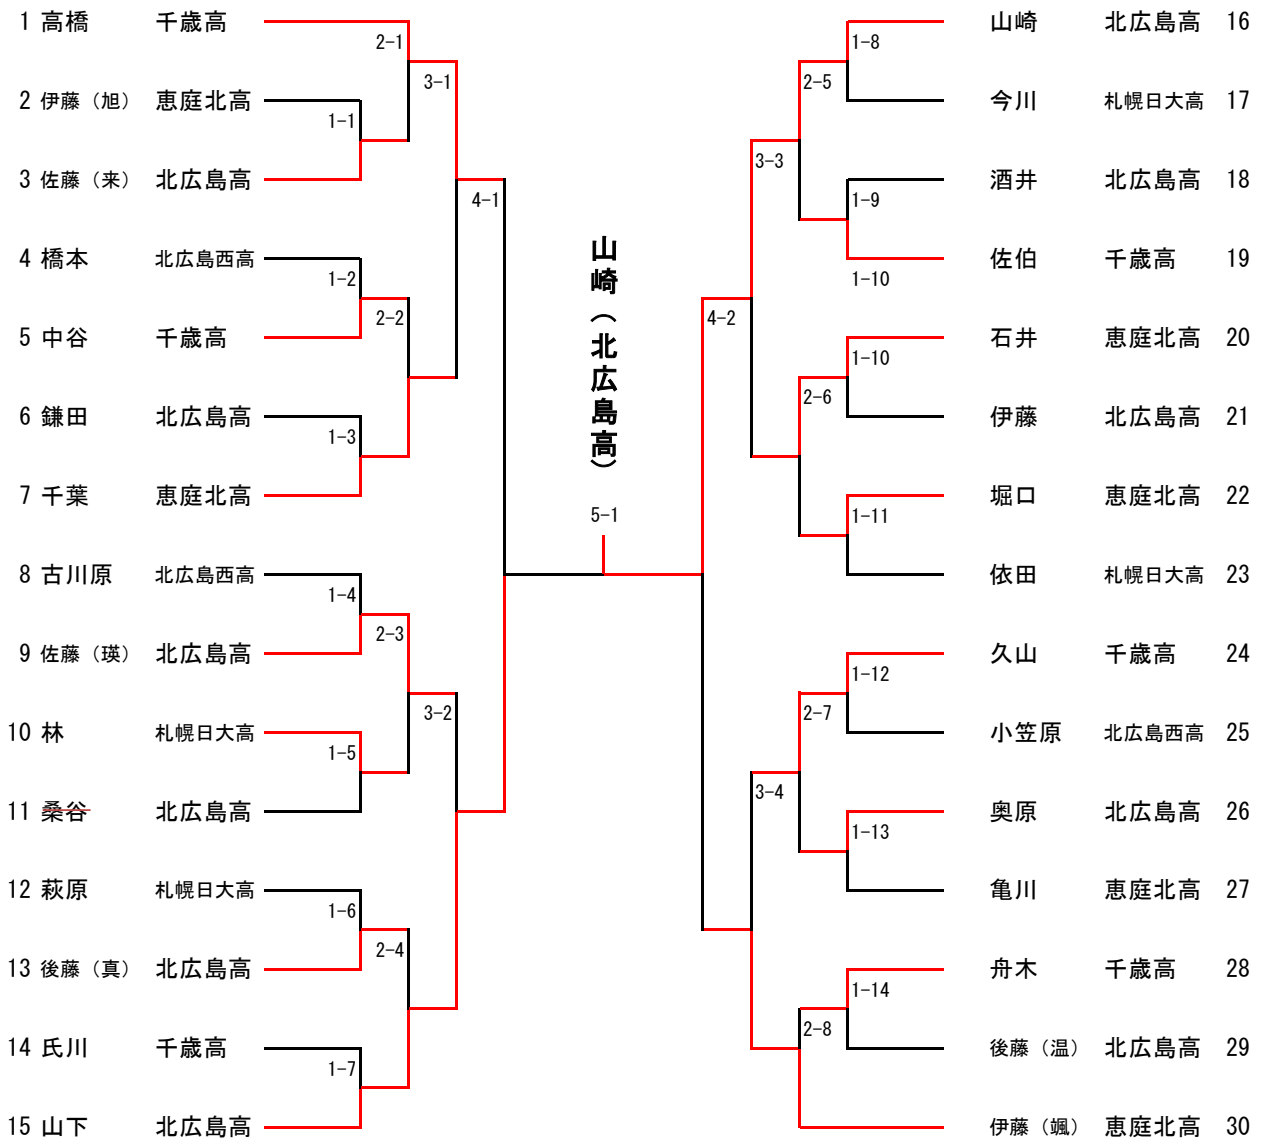 1 高橋 千歳高
2-1
3-1
2 伊藤（旭） 恵庭北高
1-1
3 佐藤（来） 北広島高
4-1
4 橋本 北広島西高
1-2
2-2
5 中谷 千歳高
6 鎌田 北広島高
1-3
7 千葉 恵庭北高
8 古川原 北広島西高
1-4
2-3
9 佐藤（瑛） 北広島高
3-2
10 林 札幌日大高
1-5
11 桑谷 北広島高
12 萩原 札幌日大高
1-6
2-4
13 後藤（真） 北広島高
14 氏川 千歳高
1-7
15 山下 北広島高
山崎（北広島高）
5-1
山崎 北広島高 16
1-8
2-5
今川 札幌日大高 17
3-3
酒井 北広島高 18
1-9
佐伯 千歳高 19
1-10
4-2
石井 恵庭北高 20
1-10
2-6
伊藤 北広島高 21
堀口 恵庭北高 22
1-11
依田 札幌日大高 23
久山 千歳高 24
1-12
2-7
小笠原 北広島西高 25
3-4
奥原 北広島高 26
1-13
亀川 恵庭北高 27
舟木 千歳高 28
1-14
2-8
後藤（温） 北広島高 29
伊藤（颯） 恵庭北高 30